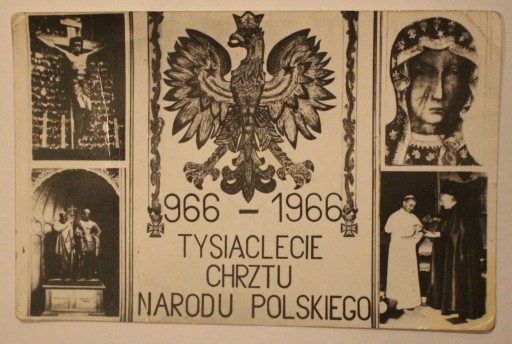 966 - 1966
TYSIACLECIE
CHRZTU
NARODU POLSKIEGO